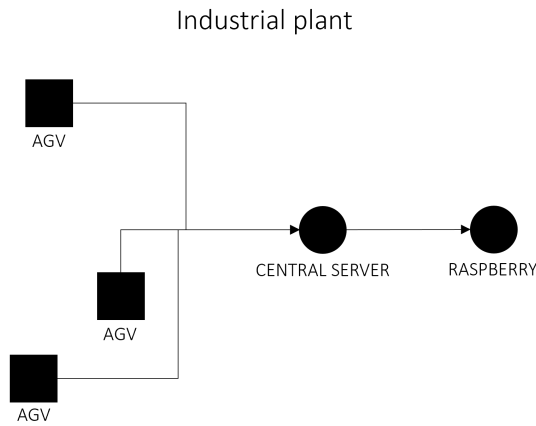 Industrial plant
AGV
CENTRAL SERVER
RASPBERRY
AGV
AGV